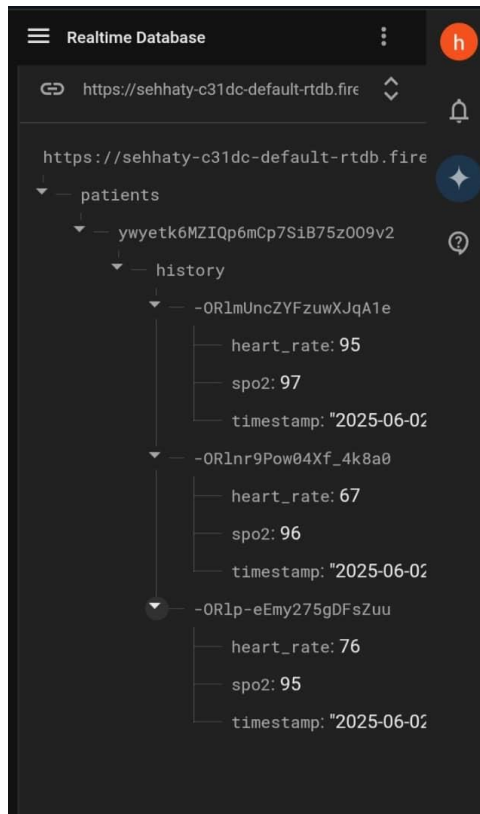 Realtime Database
h
https://sehhaty-c31dc-default-rtdb.fire
https://sehhaty-c31dc-default-rtdb.fire
patients
ywyetk6MZIQp6mCp7SiB75zOO9v2
history
-ORlmUncZYFzuwXJqA1e
heart_rate: 95
spo2: 97
timestamp: "2025-06-02
-ORlnr9Pow04Xf_4k8a0
heart_rate: 67
spo2: 96
timestamp: "2025-06-02
-ORlp-eEmy275gDFsZuu
heart_rate: 76
spo2: 95
timestamp: "2025-06-02